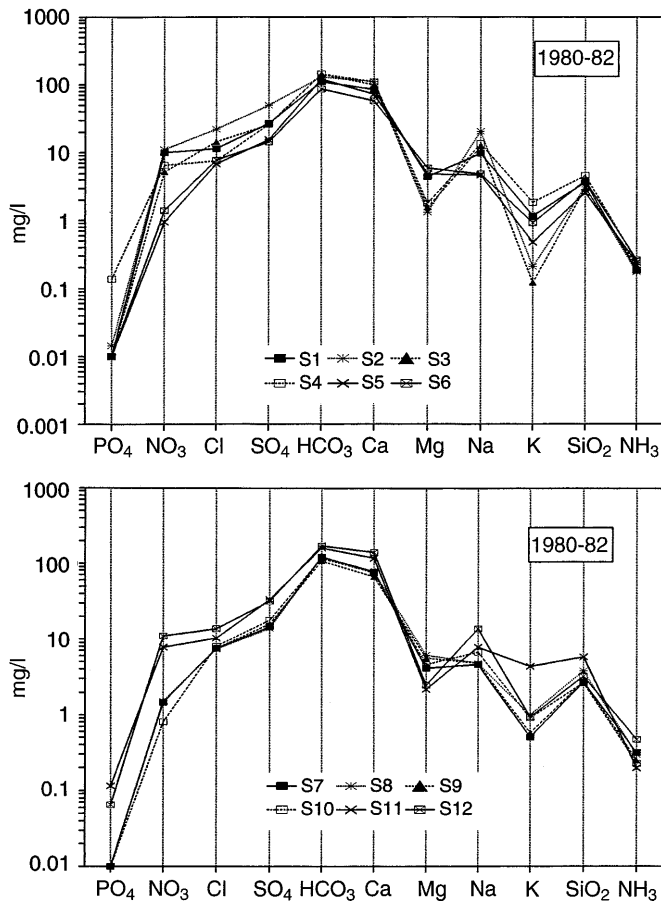 1000
1980-82
100
10
1
0.1
0.01
0.001
mg/l
S1 S2 S3
S4 S5 S6
PO₄ NO₃ Cl SO₄ HCO₃ Ca Mg Na K SiO₂ NH₃
1000
1980-82
100
10
1
0.1
0.01
mg/l
S7 S8 S9
S10 S11 S12
PO₄ NO₃ Cl SO₄ HCO₃ Ca Mg Na K SiO₂ NH₃